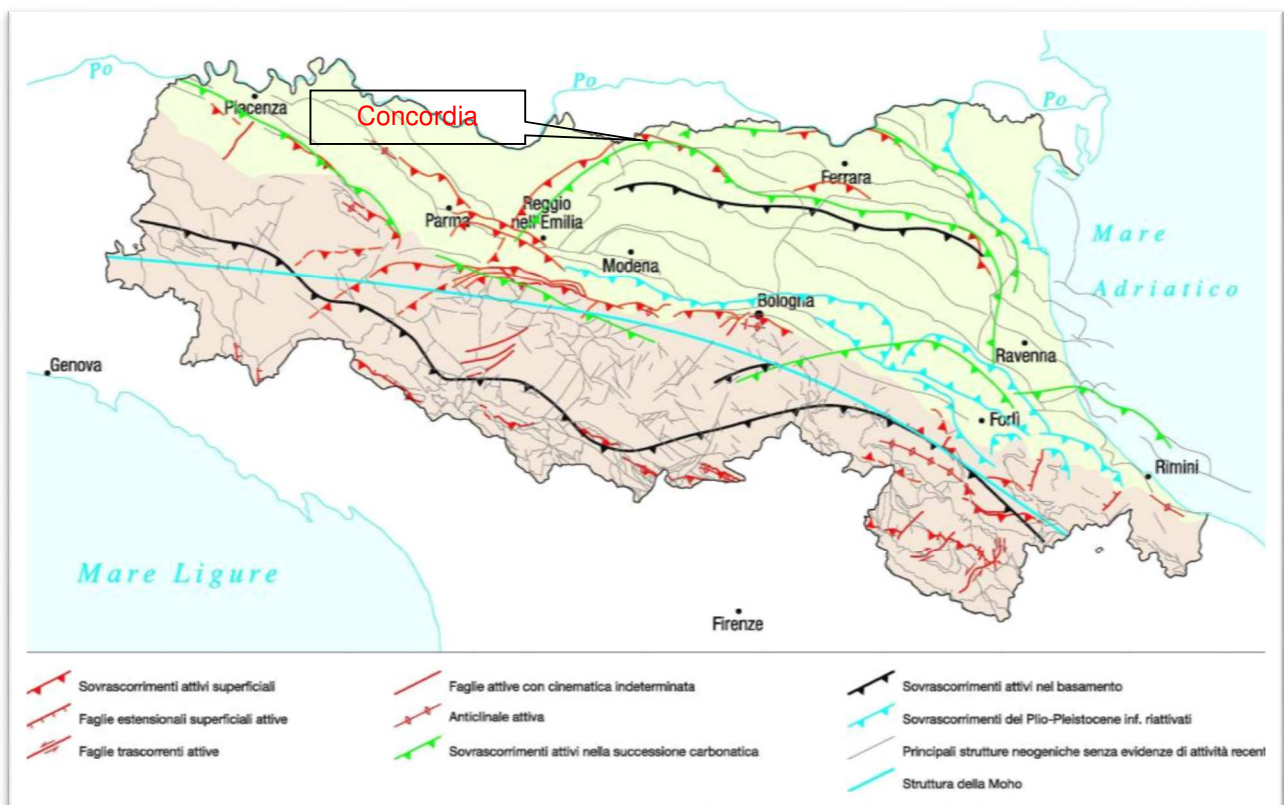 Po
Po
Po
Piacenza
Concordia
Ferrara
Parma
Reggio
nell'Emilia
Modena
Mare
Adriatico
Bologna
Ravenna
Genova
Forlì
Rimini
Mare Ligure
Firenze
Sovrascorrimenti attivi superficiali
Faglie estensionali superficiali attive
Faglie trascorrenti attive
Faglie attive con cinematica indeterminata
Anticlinale attiva
Sovrascorrimenti attivi nella successione carbonatica
Sovrascorrimenti attivi nel basamento
Sovrascorrimenti del Plio-Pleistocene inf. riattivati
Principali strutture neogeniche senza evidenze di attività recent
Struttura della Moho